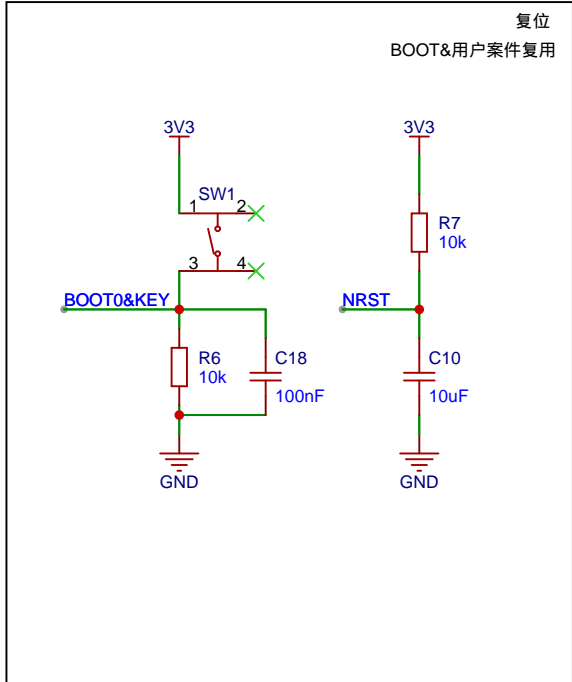 复位
BOOT&用户案件复用
3V3
3V3
SW1
1
2
R7
10k
3
4
BOOT0&KEY
NRST
R6
10k
C18
100nF
C10
10uF
GND
GND